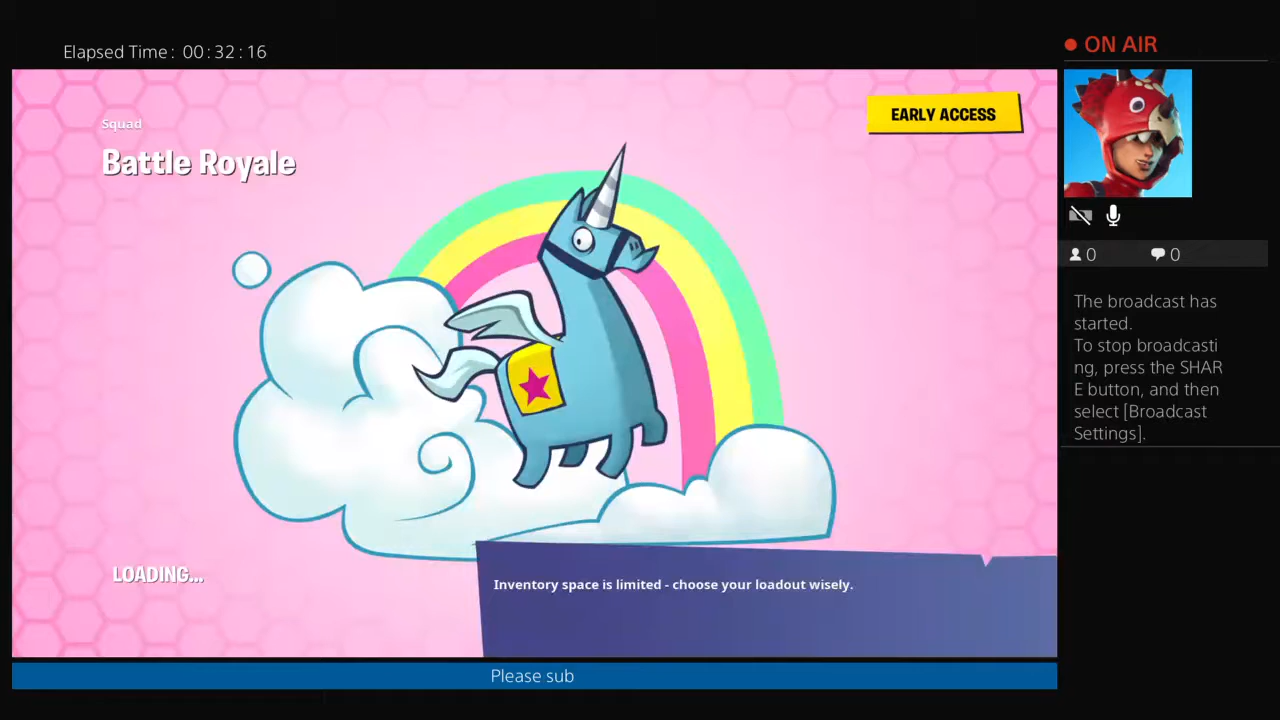 Elapsed Time: 00:32:16
ON AIR
Squad
EARLY ACCESS
Battle Royale
0 0
The broadcast has
started.
To stop broadcasti
ng, press the SHAR
E button, and then
select [Broadcast
Settings].
LOADING...
Inventory space is limited - choose your loadout wisely.
Please sub